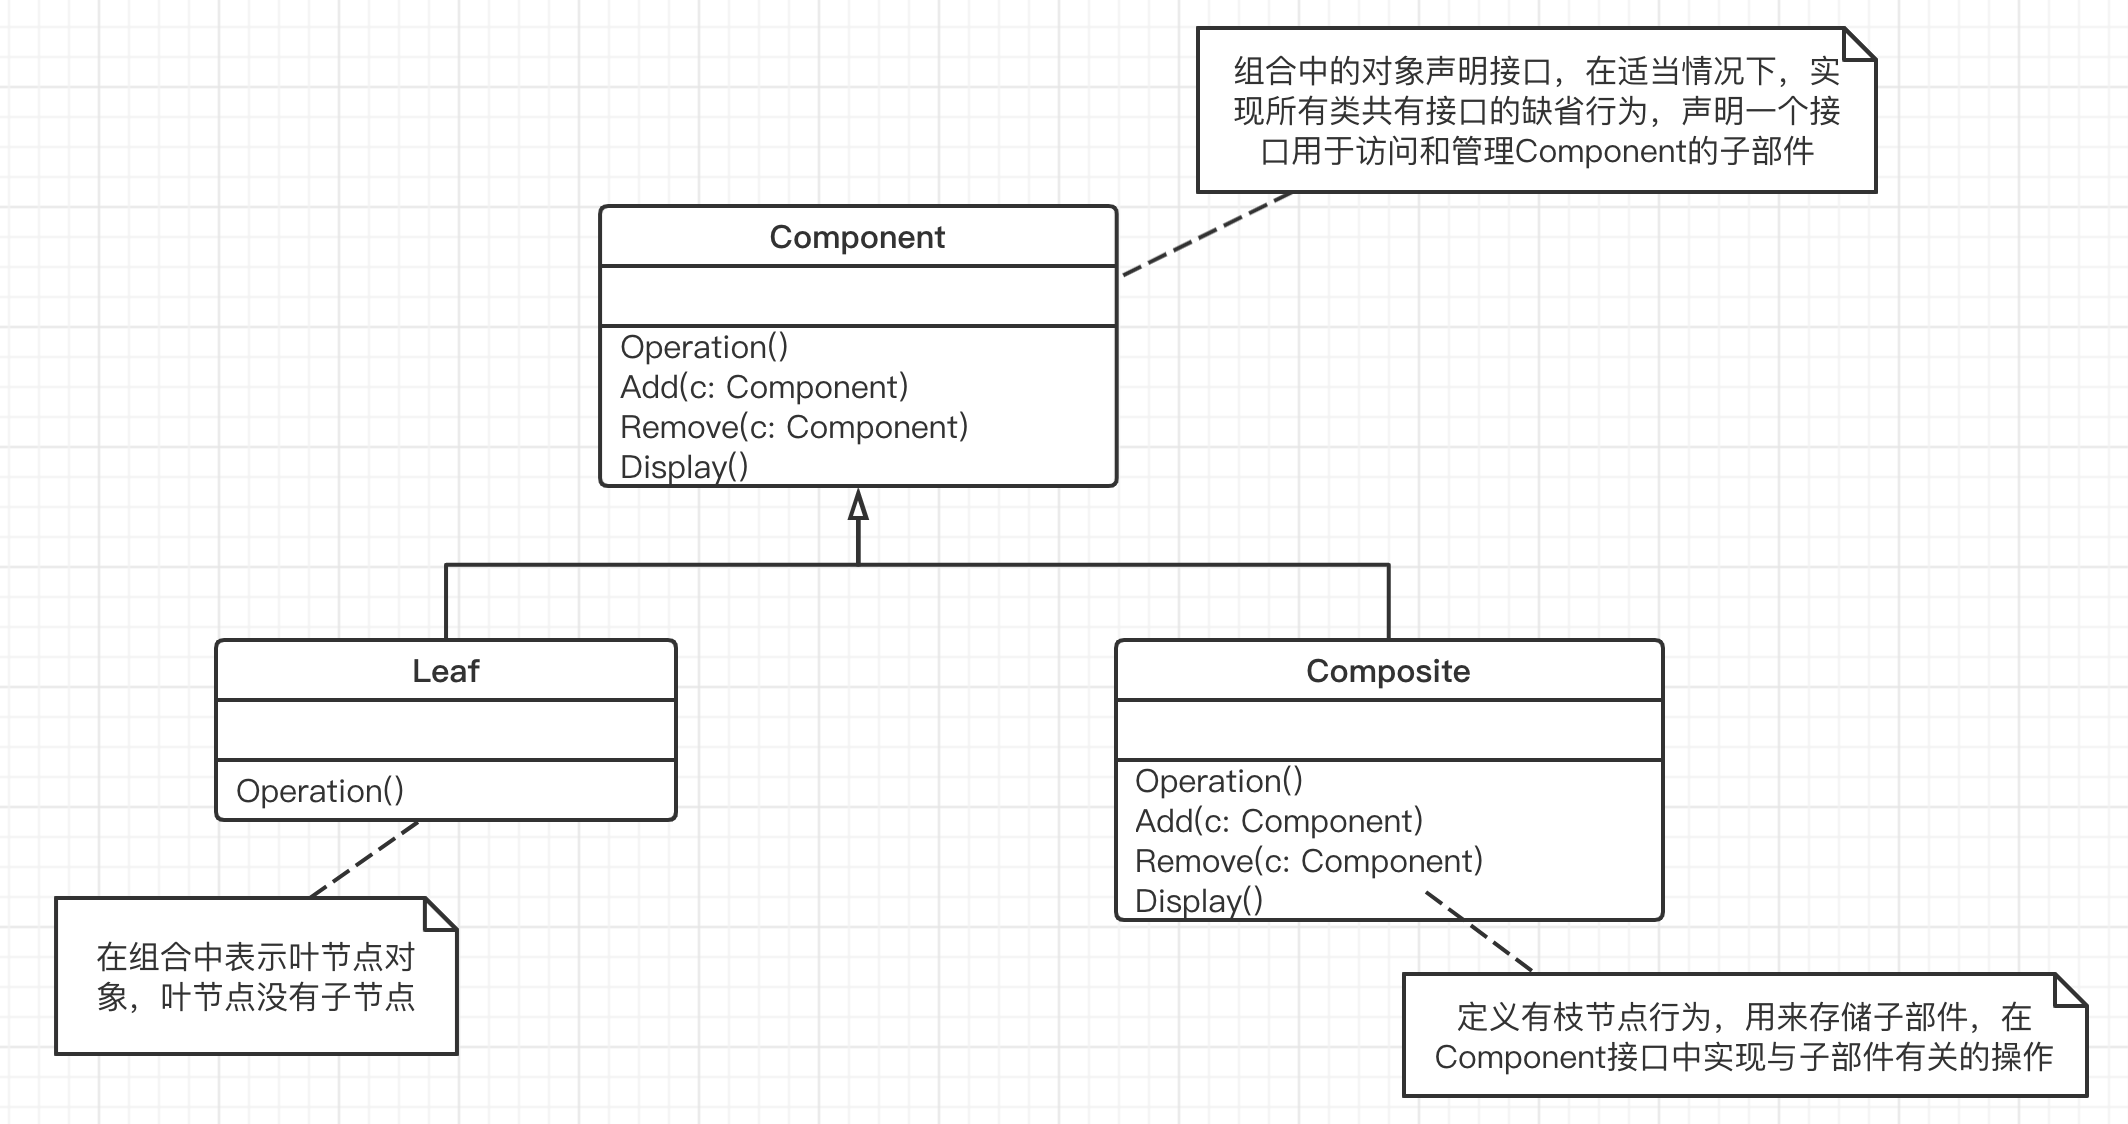 组合中的对象声明接口，在适当情况下，实
现所有类共有接口的缺省行为，声明一个接
口用于访问和管理Component的子部件
Component
Operation()
Add(c: Component)
Remove(c: Component)
Display()
Leaf
Operation()
Composite
Operation()
Add(c: Component)
Remove(c: Component)
Display()
在组合中表示叶节点对
象，叶节点没有子节点
定义有枝节点行为，用来存储子部件，在
Component接口中实现与子部件有关的操作